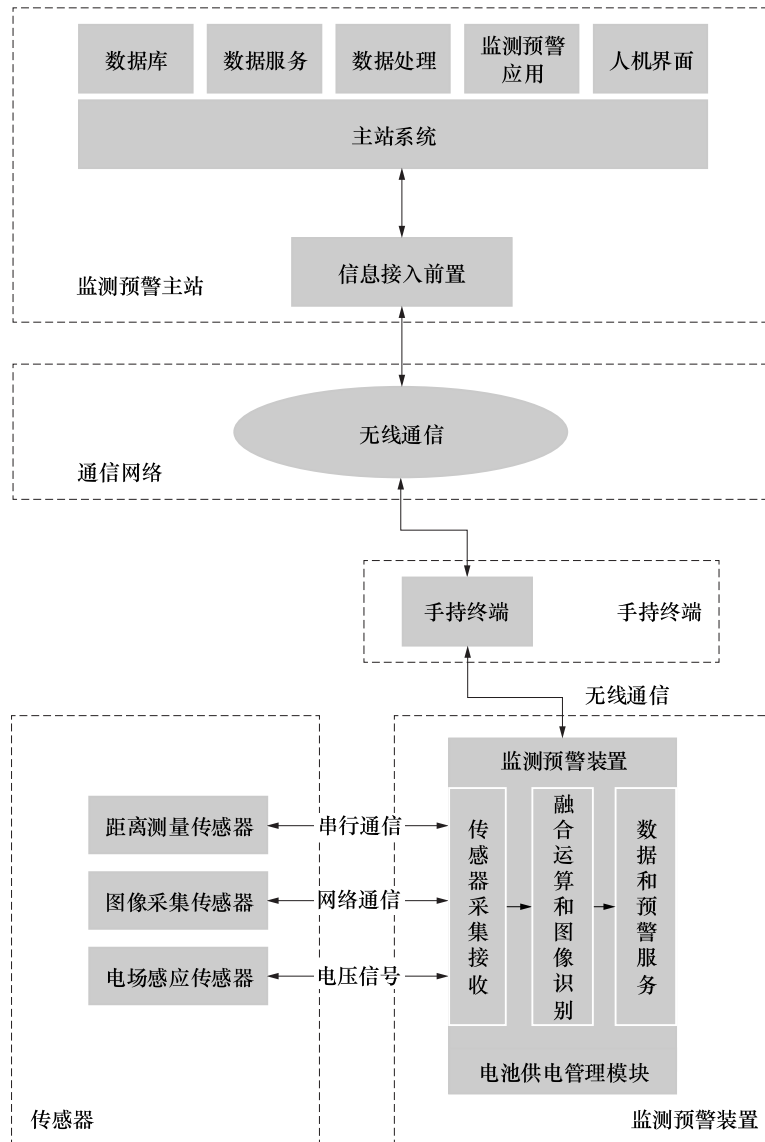 数据库
数据服务
数据处理
监测预警
应用
人机界面
主站系统
信息接入前置
监测预警主站
无线通信
通信网络
手持终端
手持终端
无线通信
监测预警装置
距离测量传感器
串行通信
图像采集传感器
网络通信
电场感应传感器
电压信号
传感器采集接收
融合运算和图像识别
数据和预警服务
电池供电管理模块
传感器
监测预警装置